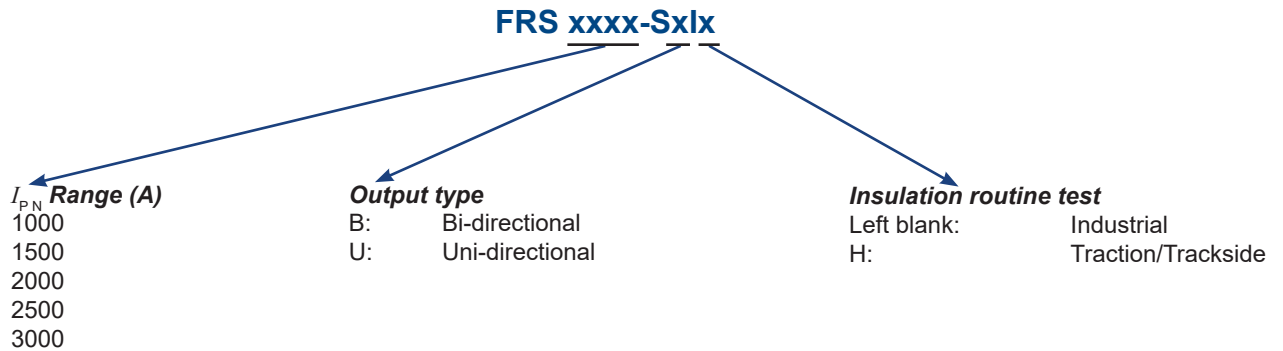 FRS xxxx-SxIx
I PN Range (A)
1000
1500
2000
2500
3000
Output type
B: Bi-directional
U: Uni-directional
Insulation routine test
Left blank: Industrial
H: Traction/Trackside